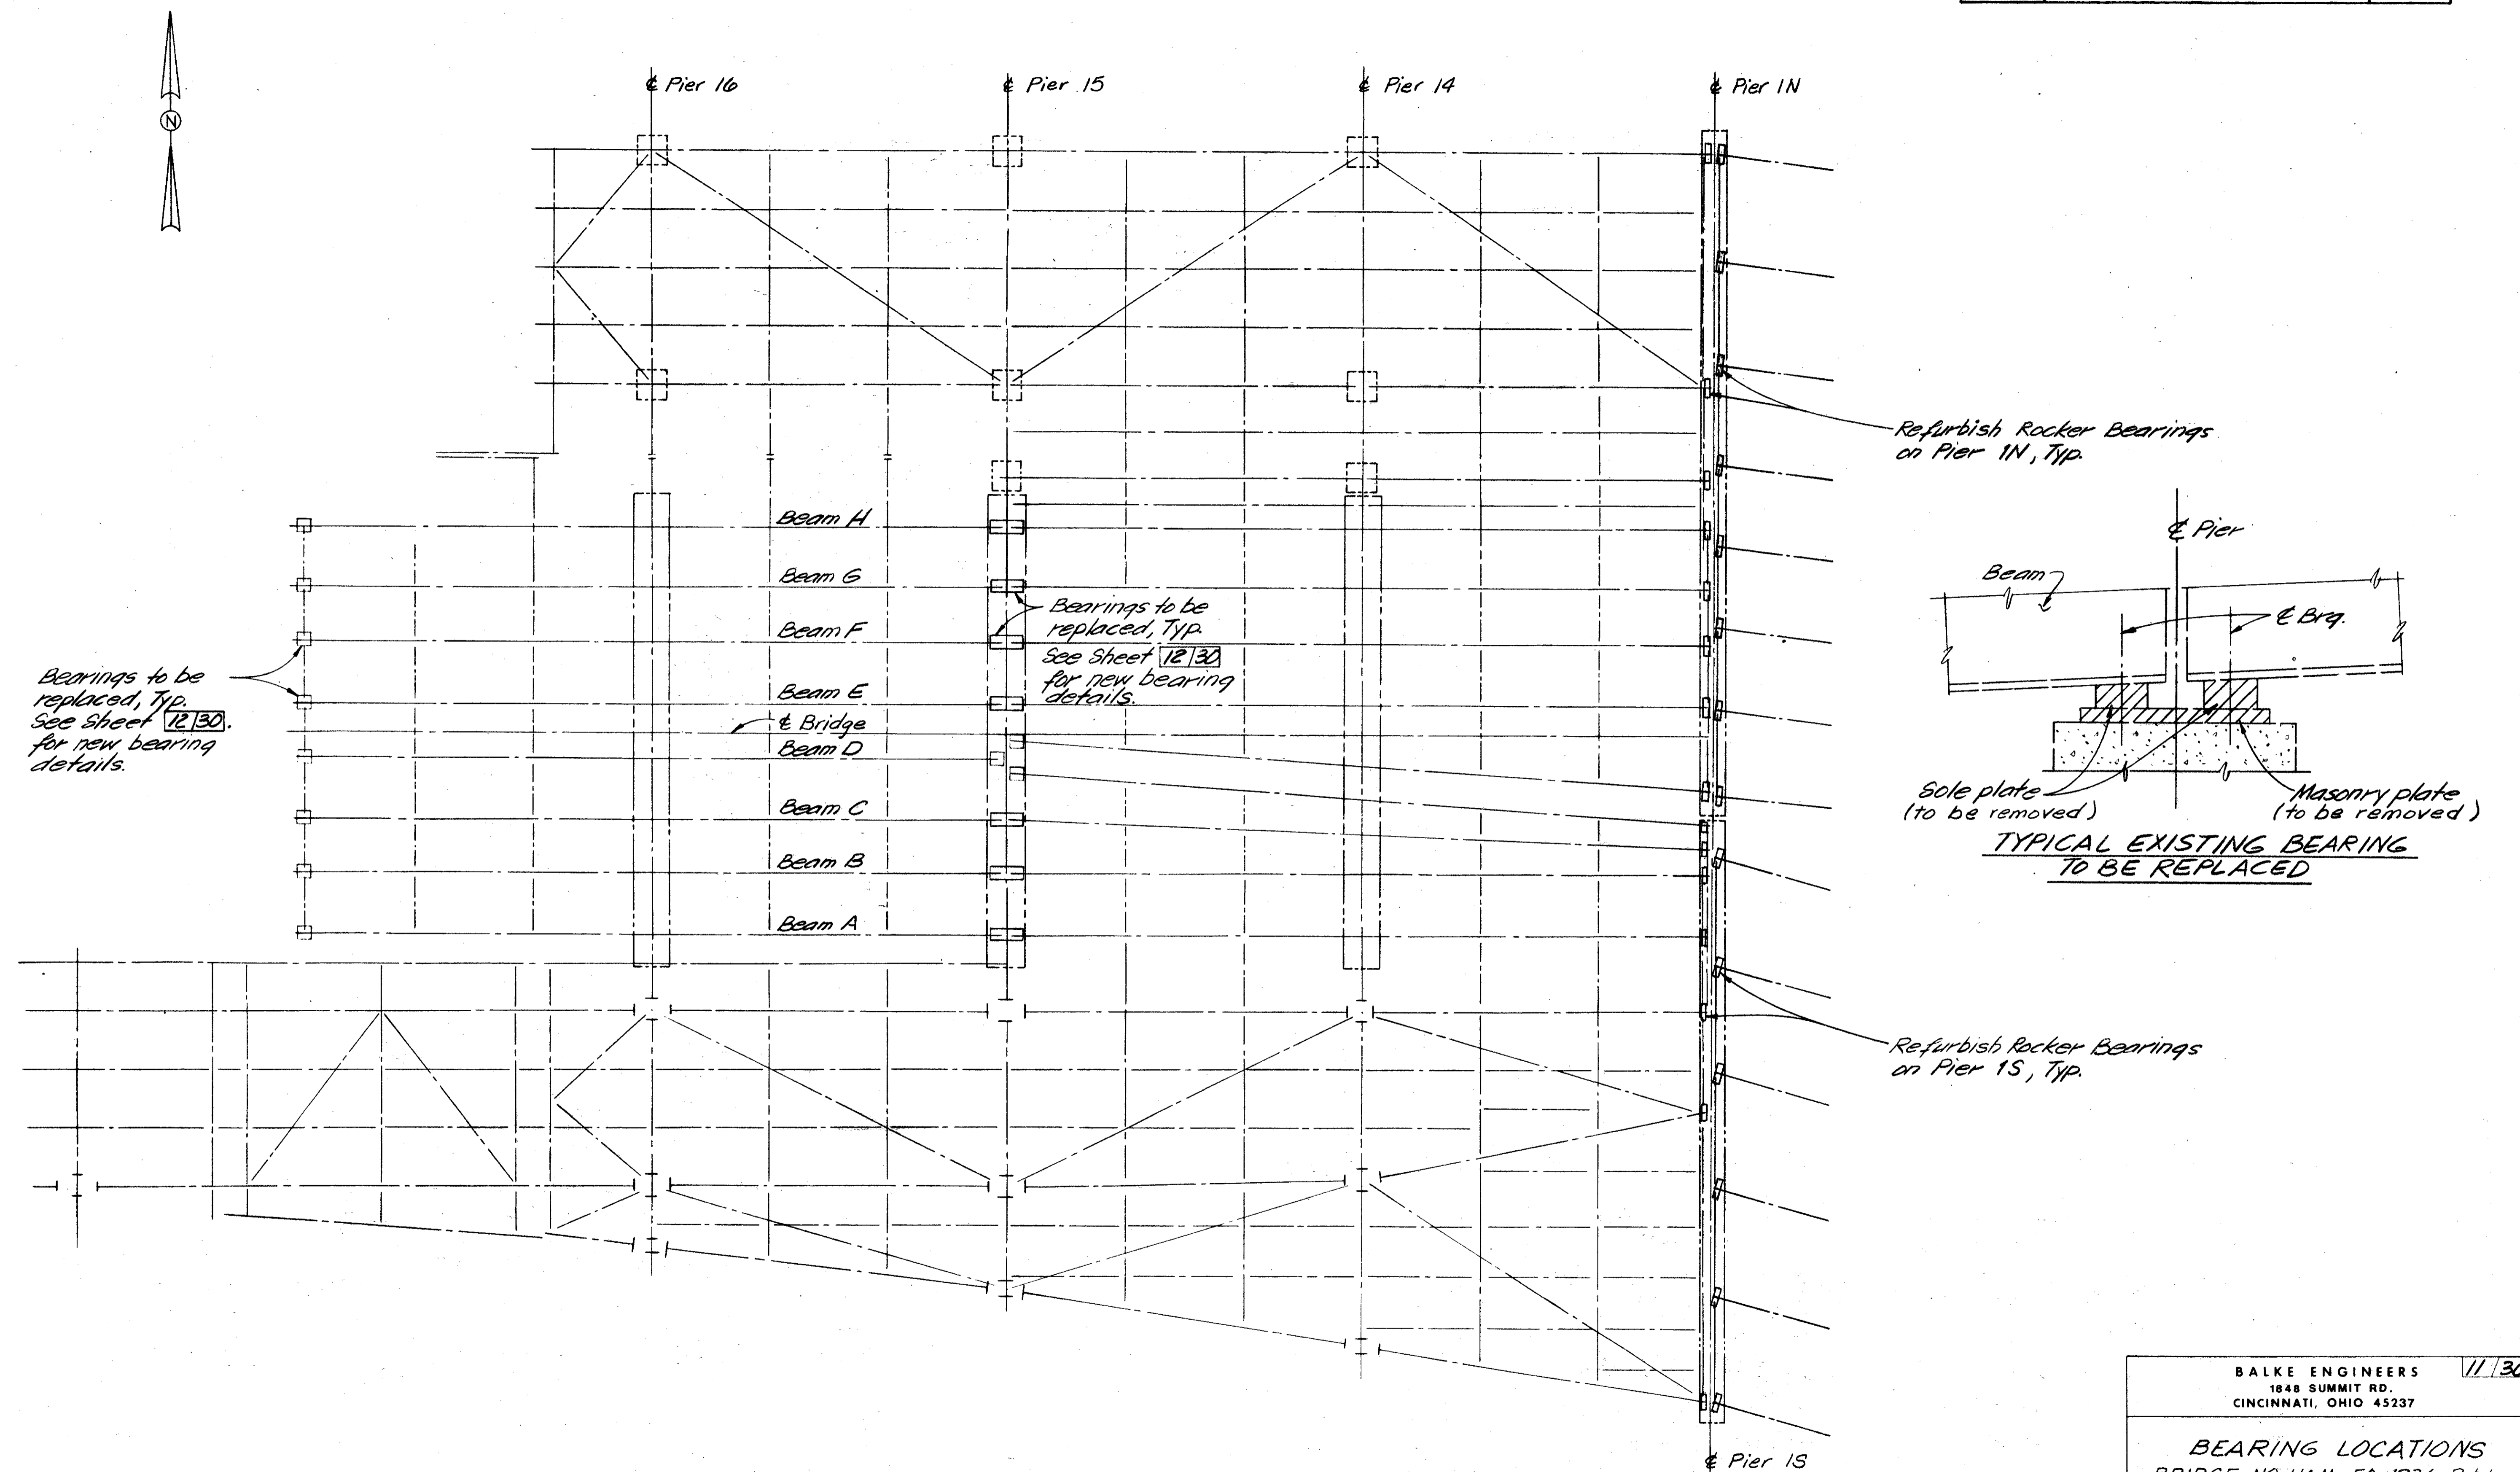 N
℄ Pier 16
℄ Pier 15
℄ Pier 14
℄ Pier 1N
Refurbish Rocker Bearings
on Pier 1N, Typ.
Beam H
Beam G
Beam F
Beam E
℄ Bridge
Beam D
Beam C
Beam B
Beam A
Bearings to be
replaced, Typ.
See Sheet 12/30
for new bearing
details.
Bearings to be
replaced, Typ.
See Sheet 12/30.
for new bearing
details.
℄ Pier
Beam
℄ Brg.
Sole plate
(to be removed)
Masonry plate
(to be removed)
TYPICAL EXISTING BEARING
TO BE REPLACED
Refurbish Rocker Bearings
on Pier 1S, Typ.
℄ Pier 1S
BALKE ENGINEERS
1848 SUMMIT RD.
CINCINNATI, OHIO 45237
11/30
BEARING LOCATIONS